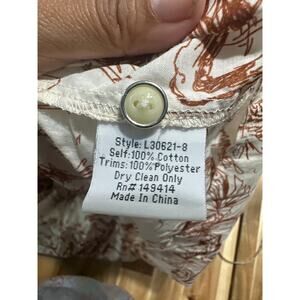 Style: L30621-8
Self:100% Cotton
Trims:100%Polyester
Dry Clean Only
Rn#149414
Made In China